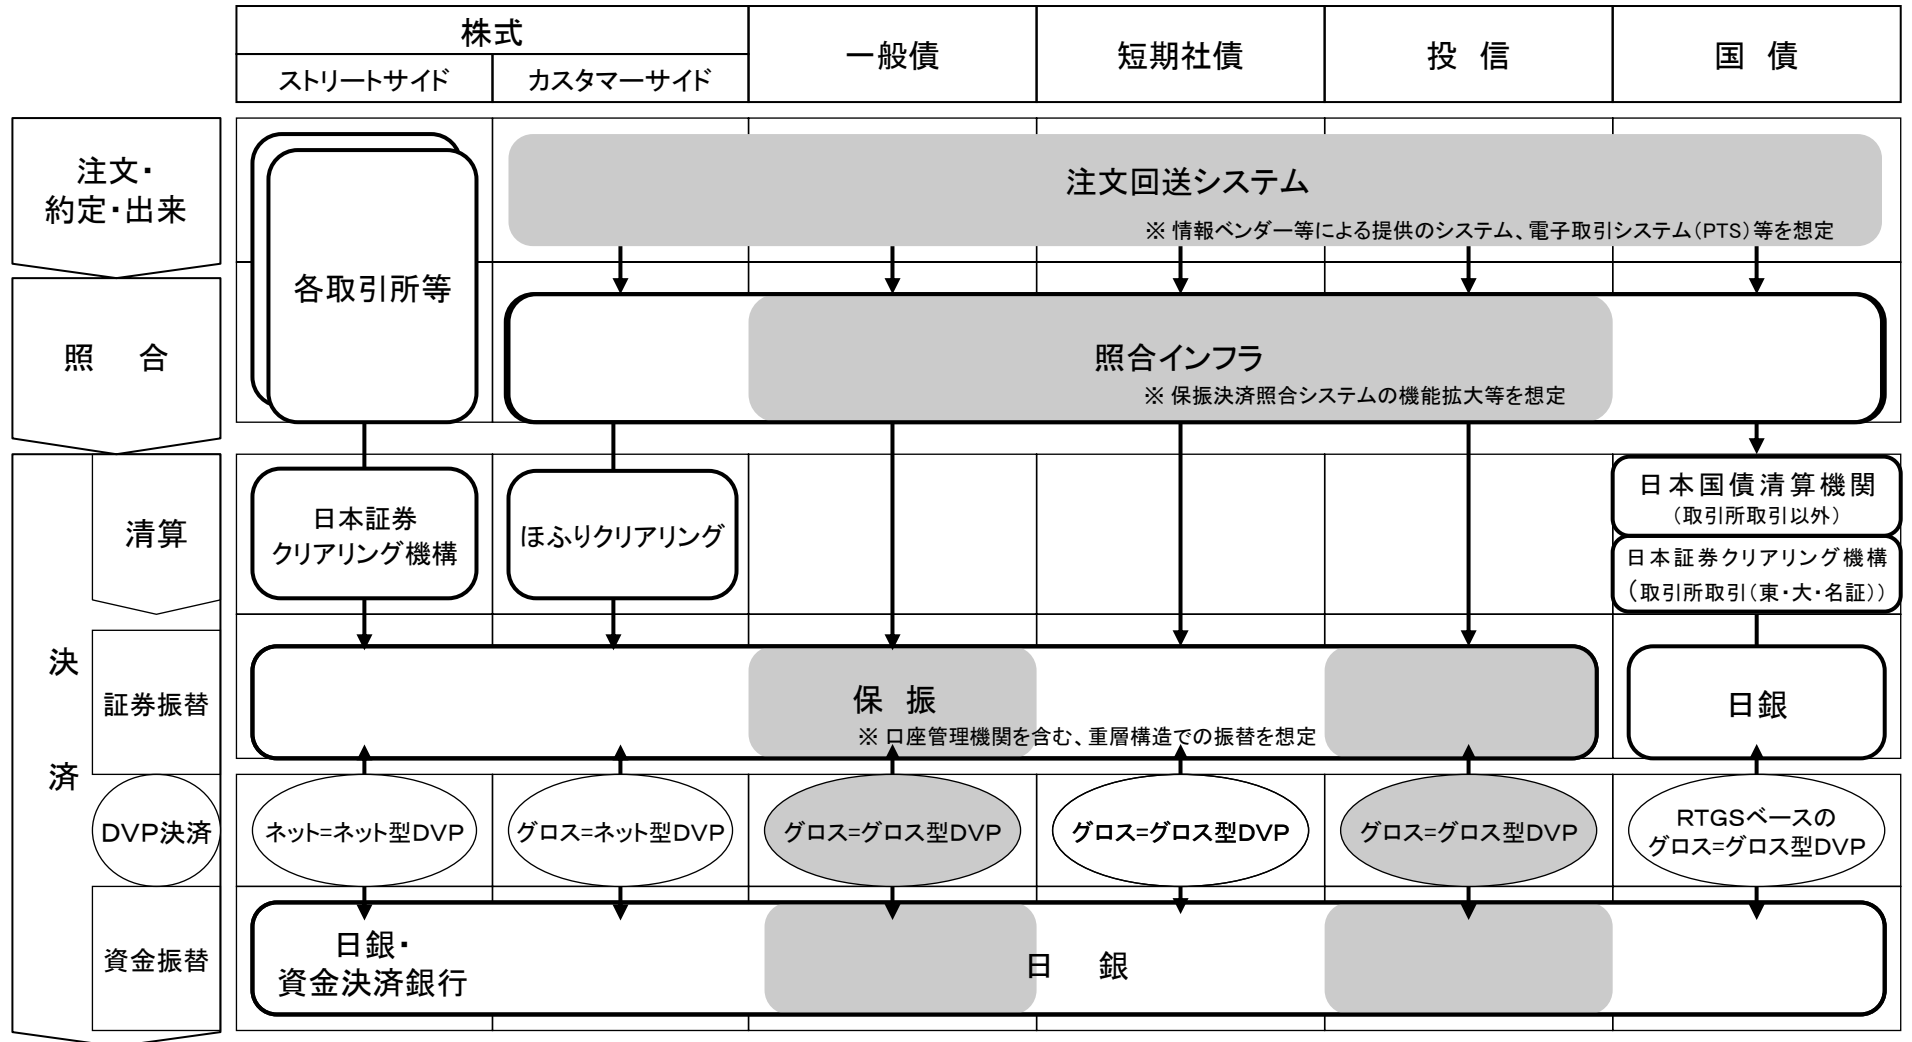 株式
ストリートサイド
カスタマーサイド
一般債
短期社債
投 信
国 債
注文・
約定・出来
各取引所等
注文回送システム
※ 情報ベンダー等による提供のシステム、電子取引システム(PTS)等を想定
照 合
照合インフラ
※ 保振決済照合システムの機能拡大等を想定
決 済
清算
日本証券
クリアリング機構
ほふりクリアリング
日本国債清算機関
(取引所取引以外)
日本証券クリアリング機構
(取引所取引(東・大・名証))
証券振替
保 振
※ 口座管理機関を含む、重層構造での振替を想定
日銀
DVP決済
ネット=ネット型DVP
グロス=ネット型DVP
グロス=グロス型DVP
グロス=グロス型DVP
グロス=グロス型DVP
RTGSベースの
グロス=グロス型DVP
資金振替
日銀・
資金決済銀行
日 銀